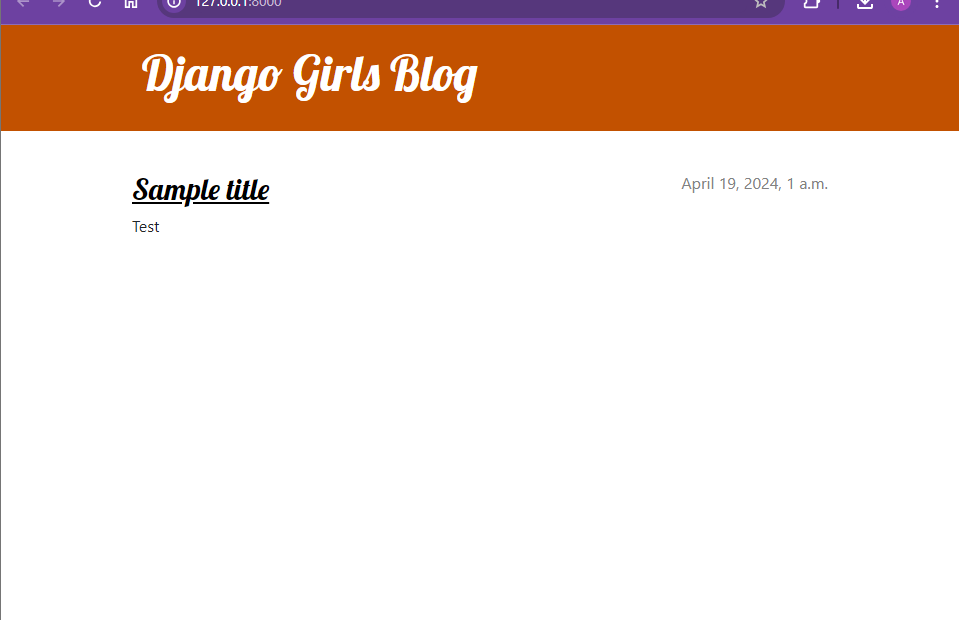 127.0.0.1:8000
A
Django Girls Blog
Sample title
April 19, 2024, 1 a.m.
Test